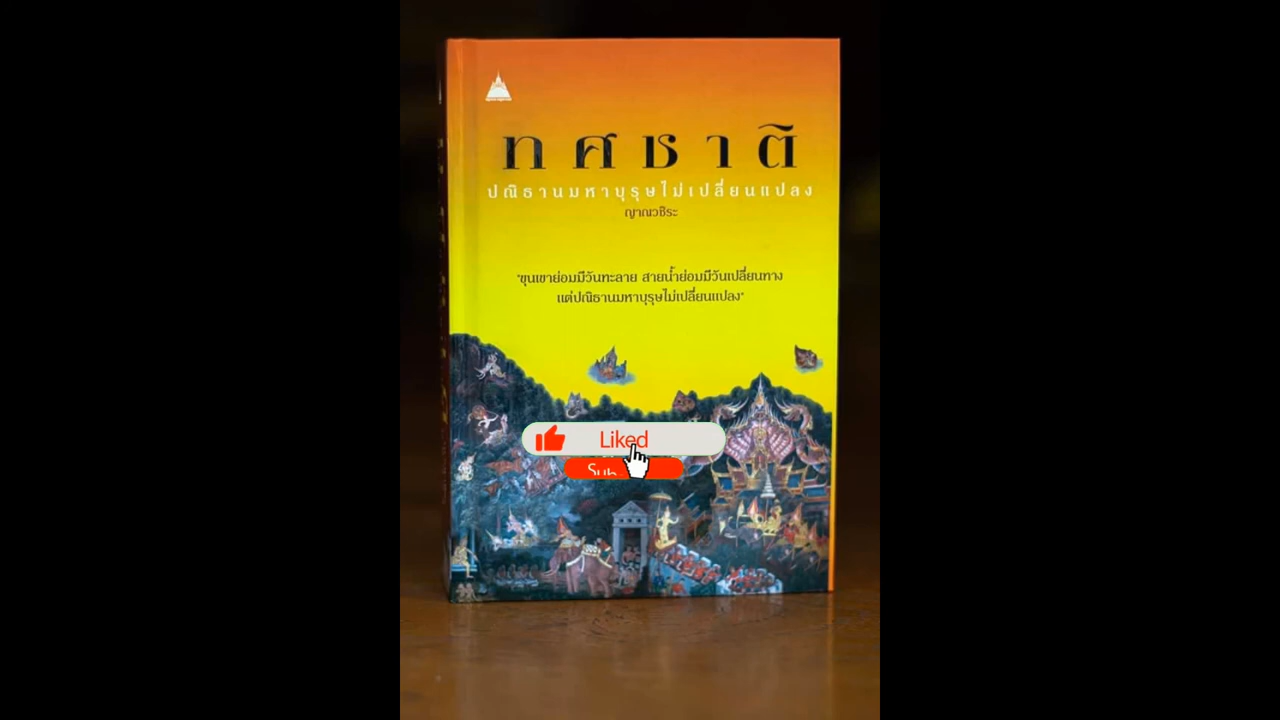 ทศชาติ
ปณิธานมหาบุรุษไม่เปลี่ยนแปลง
ญาณวชิระ
"ขุนเขาย่อมมีวันทะลาย สายน้ำย่อมมีวันเปลี่ยนทาง
แต่ปณิธานมหาบุรุษไม่เปลี่ยนแปลง"
Liked